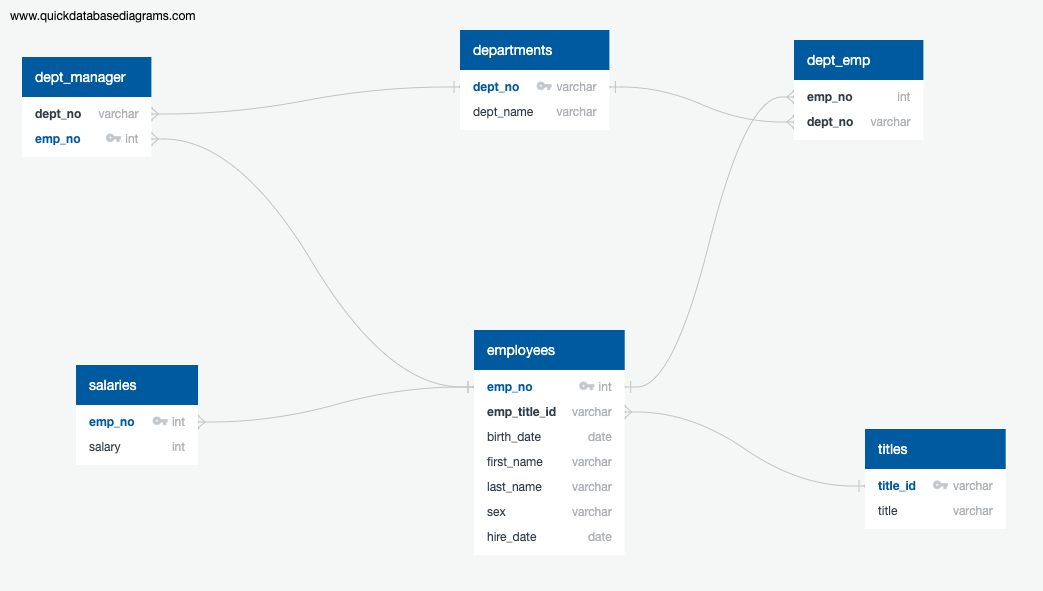 www.quickdatabasediagrams.com
dept_manager
dept_no varchar
emp_no int
departments
dept_no varchar
dept_name varchar
dept_emp
emp_no int
dept_no varchar
salaries
emp_no int
salary int
employees
emp_no int
emp_title_id varchar
birth_date date
first_name varchar
last_name varchar
sex varchar
hire_date date
titles
title_id varchar
title varchar